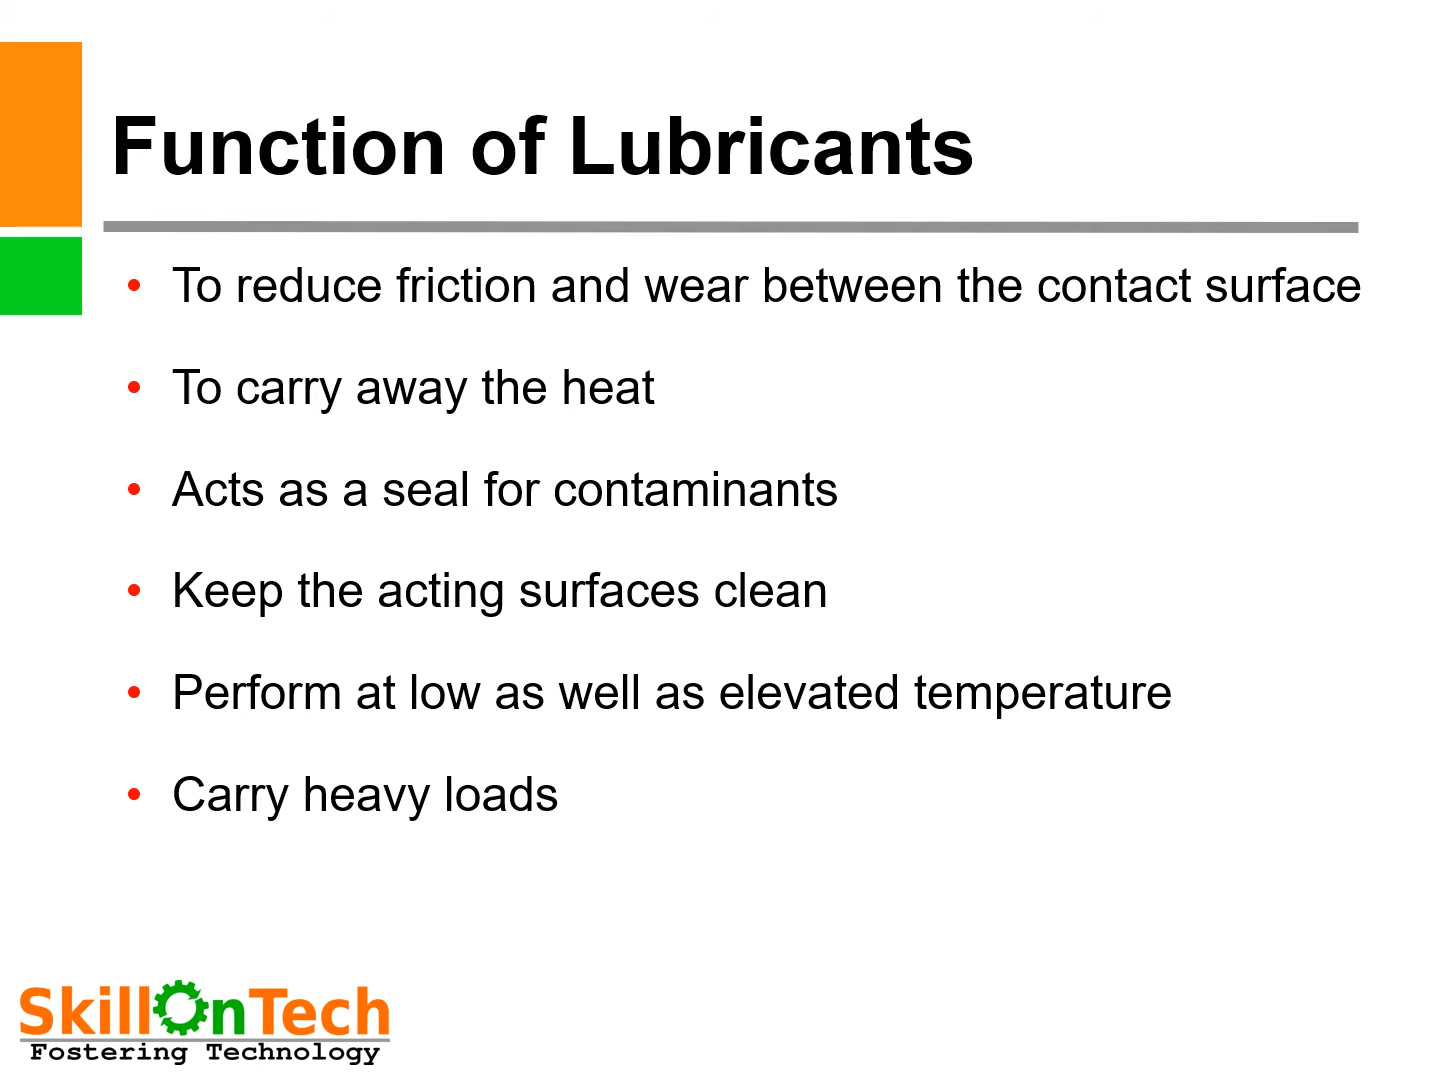 Function of Lubricants
• To reduce friction and wear between the contact surface
• To carry away the heat
• Acts as a seal for contaminants
• Keep the acting surfaces clean
• Perform at low as well as elevated temperature
• Carry heavy loads
SkillOnTech
Fostering Technology